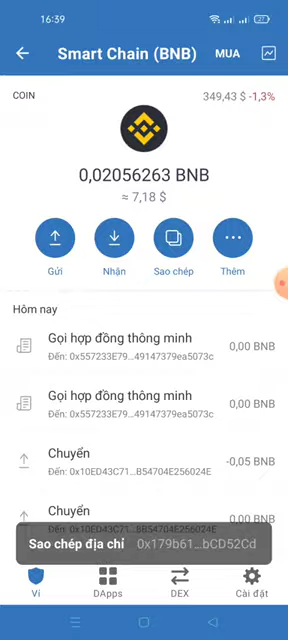 16:39
27
Smart Chain (BNB)
MUA
COIN
349,43 $ -1,3%
0,02056263 BNB
≈ 7,18 $
Gửi
Nhận
Sao chép
Thêm
Hôm nay
Gọi hợp đồng thông minh
0,00 BNB
Đến: 0x557233E79...49147379ea5073c
Gọi hợp đồng thông minh
0,00 BNB
Đến: 0x557233E79...49147379ea5073c
Chuyển
-0,05 BNB
Đến: 0x10ED43C71...B54704E256024E
Chuyển
0,00 BNB
Đến: 0x10ED43C71...8B54704E256024E
Sao chép địa chỉ 0x179b61...bCD52Cd
Ví
DApps
DEX
Cài đặt